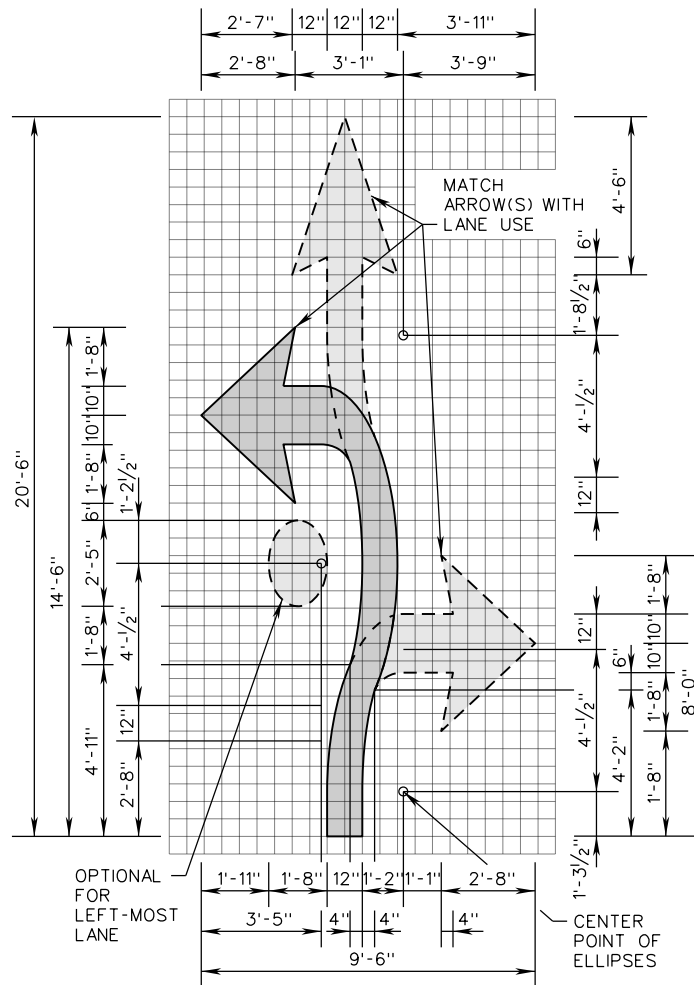 2'-7" 12" 12" 12" 3'-11"
2'-8" 3'-1" 3'-9"
MATCH
ARROW(S) WITH
LANE USE
4'-6"
6"
1'-8½"
4'-½"
12"
20'-6"
14'-6"
1'-8"
10"
10"
1'-8"
6"
2'-5"
1'-8"
4'-11"
1'-2½"
4'-½"
12"
2'-8"
12"
4'-½"
1'-3½"
6"
4'-2"
1'-8"
10"
10"
1'-8"
1'-8"
8'-0"
OPTIONAL
FOR
LEFT-MOST
LANE
1'-11" 1'-8" 12" 1'-2" 1'-1" 2'-8"
3'-5" 4" 4" 4"
9'-6"
CENTER
POINT OF
ELLIPSES